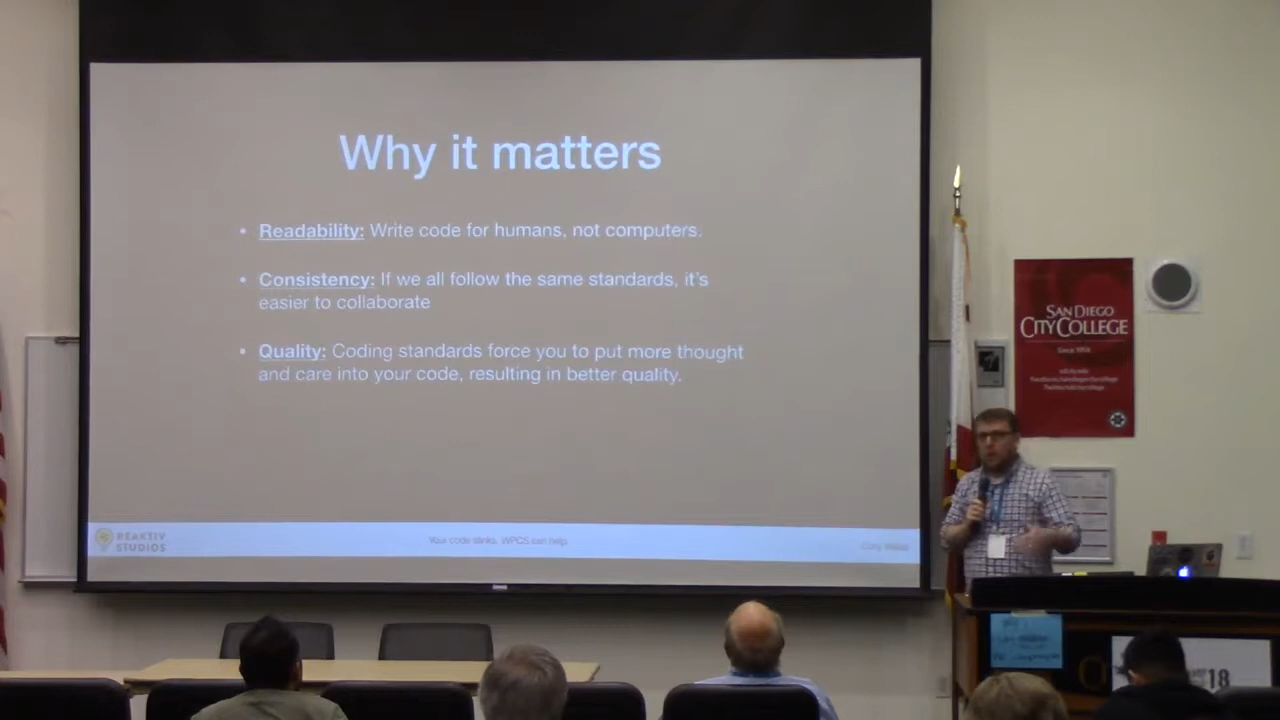 Why it matters
• Readability: Write code for humans, not computers.
• Consistency: If we all follow the same standards, it's
easier to collaborate
• Quality: Coding standards force you to put more thought
and care into your code, resulting in better quality.
REAKTIV
STUDIOS
Your code stinks. WPCS can help.
SAN DIEGO
CITY COLLEGE
Since 1914
18